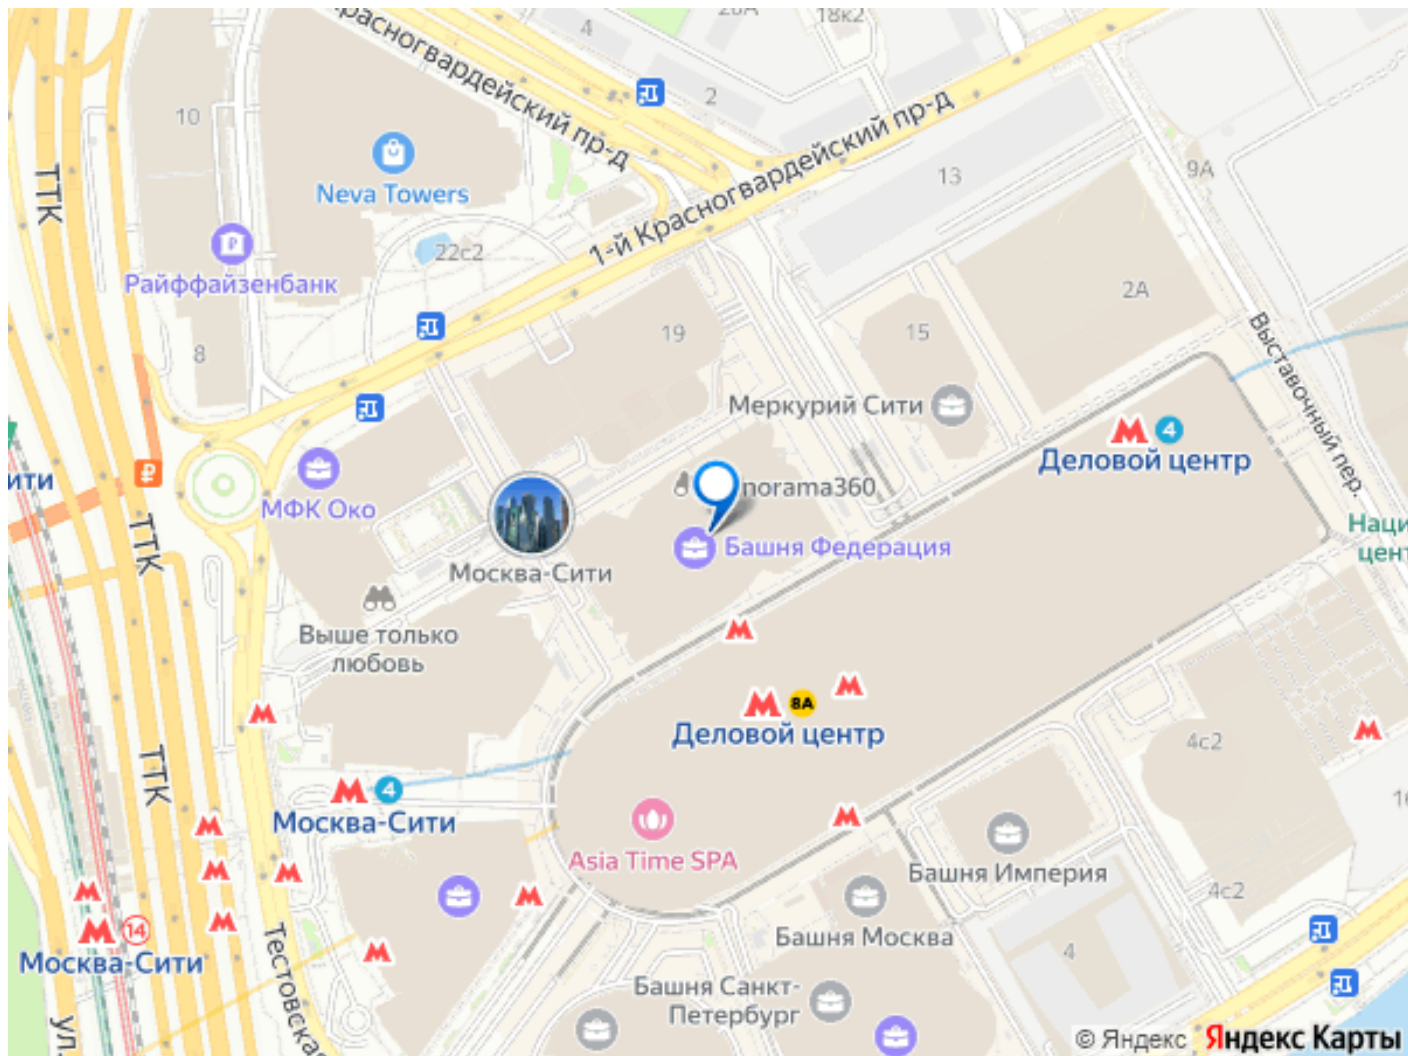 Красногвардейский пр-д
4
18к2
2
10
Neva Towers
1-й Красногвардейский пр-д
13
9А
ТТК
22с2
Райффайзенбанк
2А
8
19
15
Выставочный пер.
Меркурий Сити
4
Деловой центр
ити
МФК Око
norama360
Москва-Сити
Башня Федерация
Наци
цент
ТТК
Выше только
любовь
8А
Деловой центр
4с2
ТТК
4
Москва-Сити
16
Asia Time SPA
Башня Империя
4с2
14
Москва-Сити
Тестовская
Башня Москва
4
Башня Санкт-
Петербург
ул.
© Яндекс Яндекс Карты